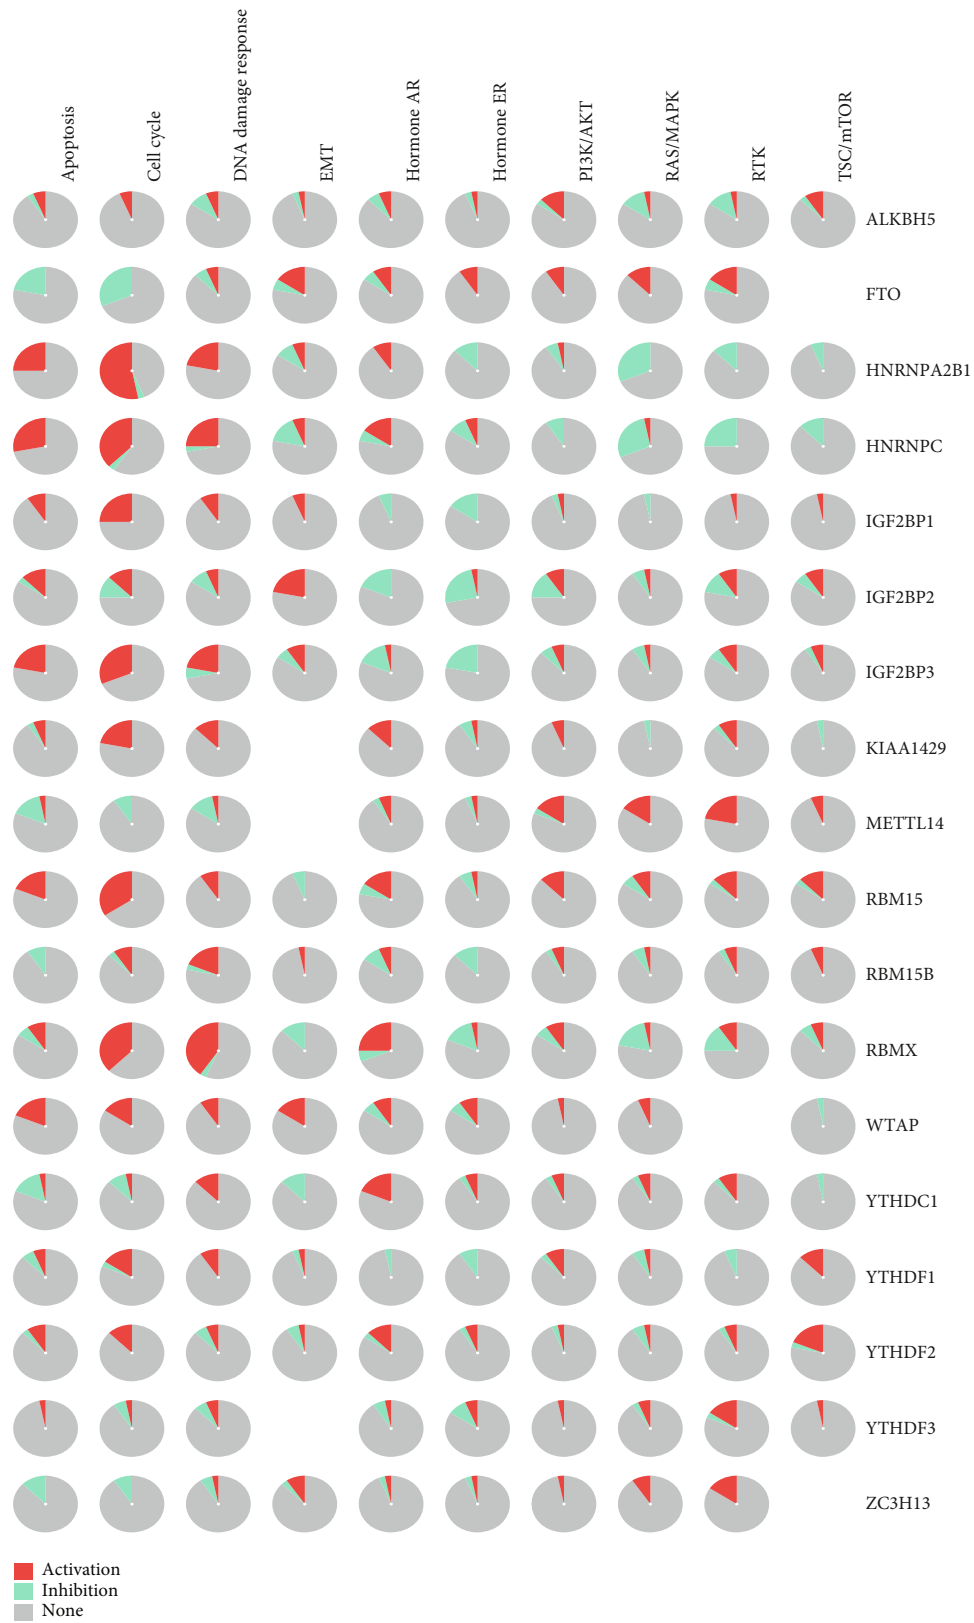 Apoptosis
Cell cycle
DNA damage response
EMT
Hormone AR
Hormone ER
PI3K/AKT
RAS/MAPK
RTK
TSC/mTOR
ALKBH5
FTO
HNRNPA2B1
HNRNPC
IGF2BP1
IGF2BP2
IGF2BP3
KIAA1429
METTL14
RBM15
RBM15B
RBMX
WTAP
YTHDC1
YTHDF1
YTHDF2
YTHDF3
ZC3H13
Activation
Inhibition
None